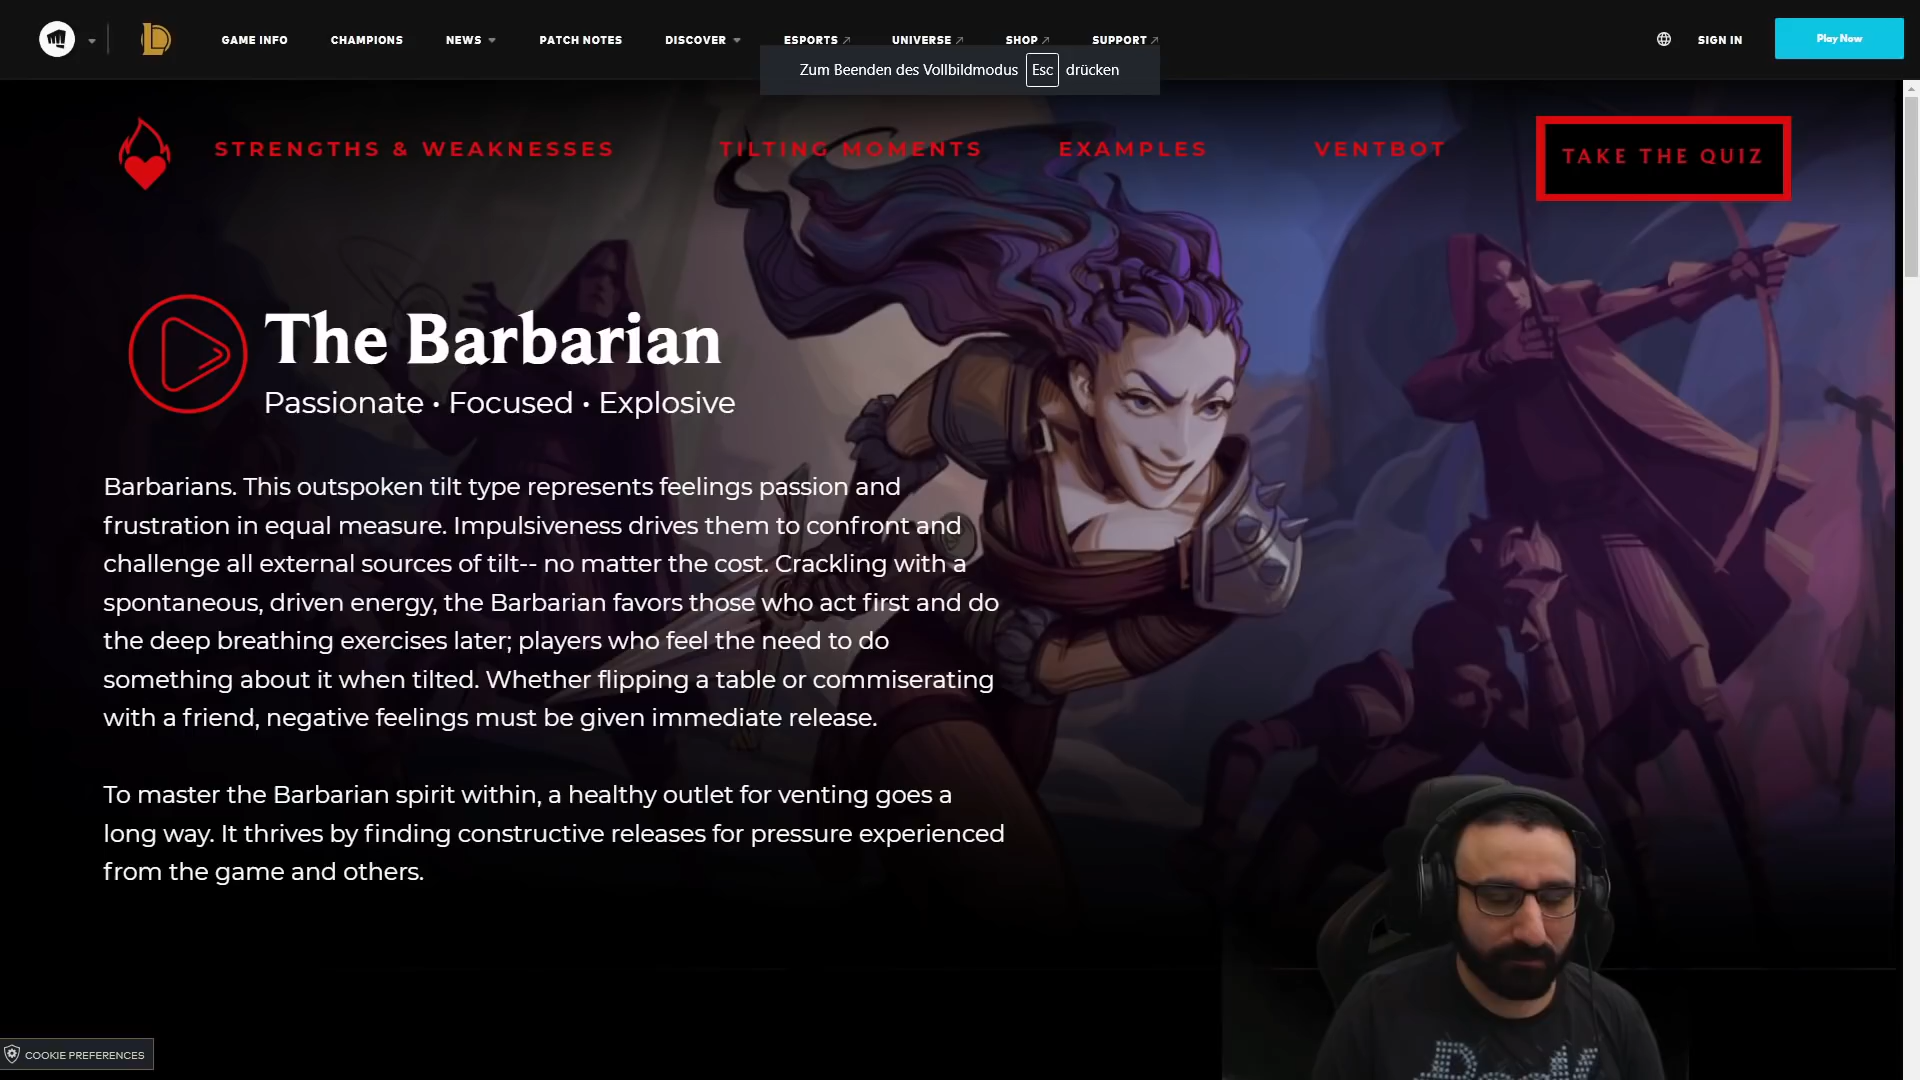 GAME INFO CHAMPIONS NEWS PATCH NOTES DISCOVER ESPORTS UNIVERSE SHOP SUPPORT SIGN IN Play Now
Zum Beenden des Vollbildmodus Esc drücken
STRENGTHS & WEAKNESSES TILTING MOMENTS EXAMPLES VENTBOT TAKE THE QUIZ
The Barbarian
Passionate • Focused • Explosive
Barbarians. This outspoken tilt type represents feelings passion and
frustration in equal measure. Impulsiveness drives them to confront and
challenge all external sources of tilt-- no matter the cost. Crackling with a
spontaneous, driven energy, the Barbarian favors those who act first and do
the deep breathing exercises later; players who feel the need to do
something about it when tilted. Whether flipping a table or commiserating
with a friend, negative feelings must be given immediate release.
To master the Barbarian spirit within, a healthy outlet for venting goes a
long way. It thrives by finding constructive releases for pressure experienced
from the game and others.
COOKIE PREFERENCES